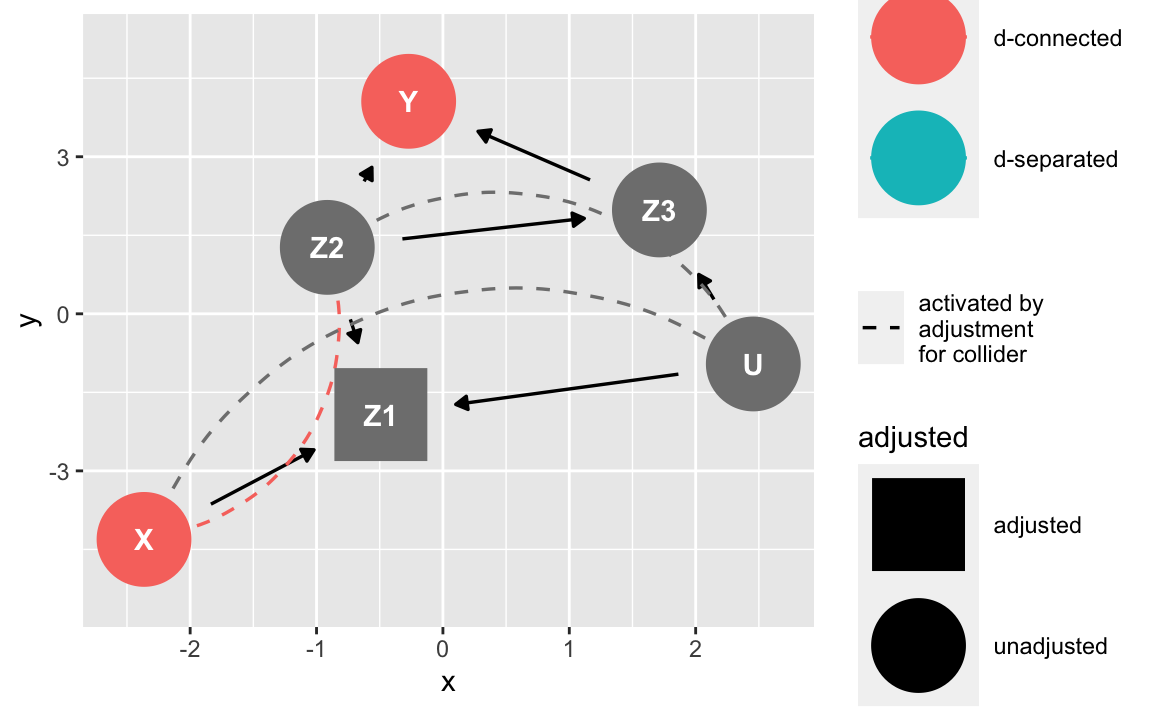 Y
Z3
Z2
U
Z1
X
3
0
-3
y
-2
-1
0
1
2
x
d-connected
d-separated
activated by
adjustment
for collider
adjusted
adjusted
unadjusted